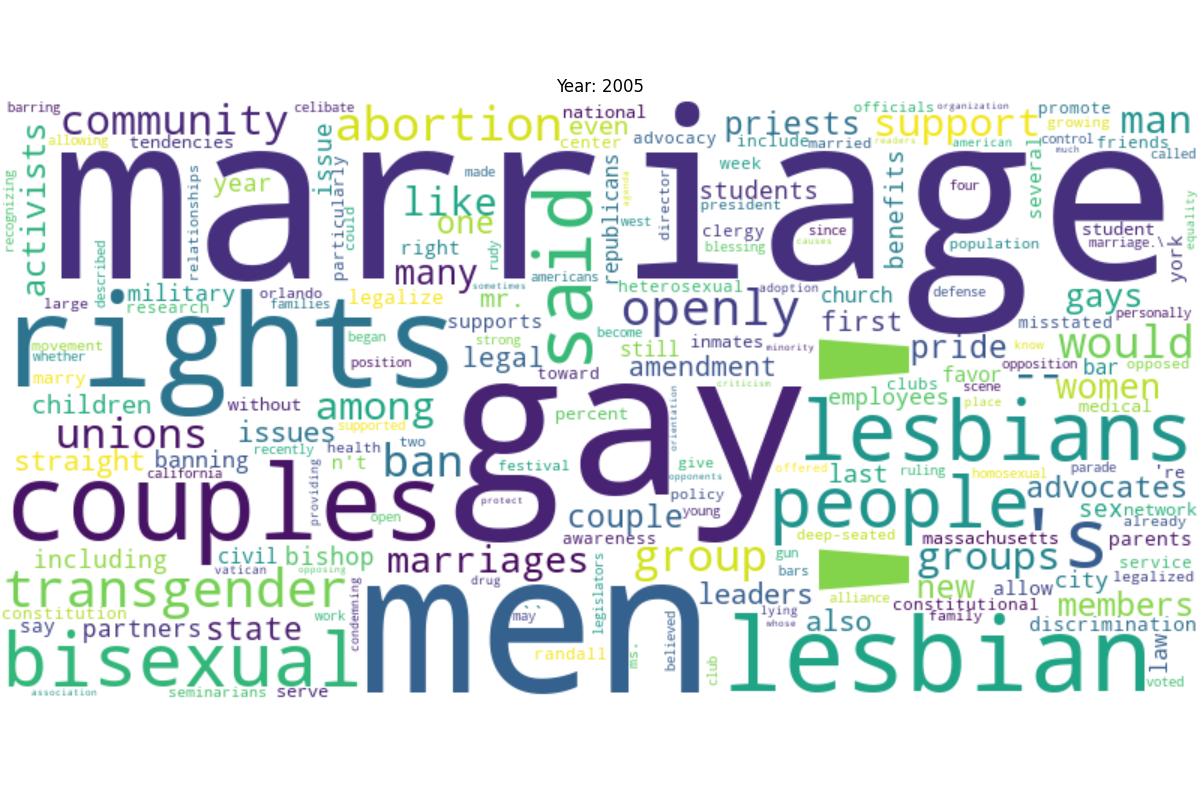 Year: 2005
barring
community
celibate
abortion
national
even
officials
organization
promote
man
allowing
tendencies
issue
center
advocacy
priests
include
married
support
readers
american
growing
control
much
friends
called
activists
recognizing
marriage
relationships
particularly
could
year
made
like
one
said
republicans
agenda
week
students
president
director
benefits
several
four
student
marriage.\
equality
york
described
right
rudy
many
west
clergy
blessing
since
causes
population
large
military
research
orlando
families
legalize
mr.
sometimes
americans
heterosexual
adoption
openly
church
first
defense
gays
misstated
personally
rights
movement
whether
marry
began
position
supports
strong
legal
toward
become
still
inmates
amendment
minority
criticism
pride
know
opposition
opposed
would
--
bar
favor
scene
place
women
medical
clubs
employees
children
without
among
supported
gay
percent
orientation
lesbians
unions
issues
recently
health
two
n't
ban
festival
give
opponents
offered
last
ruling
homosexual
parade
're
straight
banning
california
providing
couples
open
protect
policy
young
couple
awareness
people
advocates
sex
network
already
deep-seated
massachusetts
's
parents
including
civil
bishop
vatican
opposing
marriages
drug
group
gun
bars
groups
service
legalized
transgender
constitution
work
condemning
men
may
``
legislators
leaders
lying
whose
alliance
new
allow
city
constitutional
family
members
discrimination
say
partners
state
also
bisexual
randall
ms.
believed
club
lesbian
law
voted
association
seminarians
serve